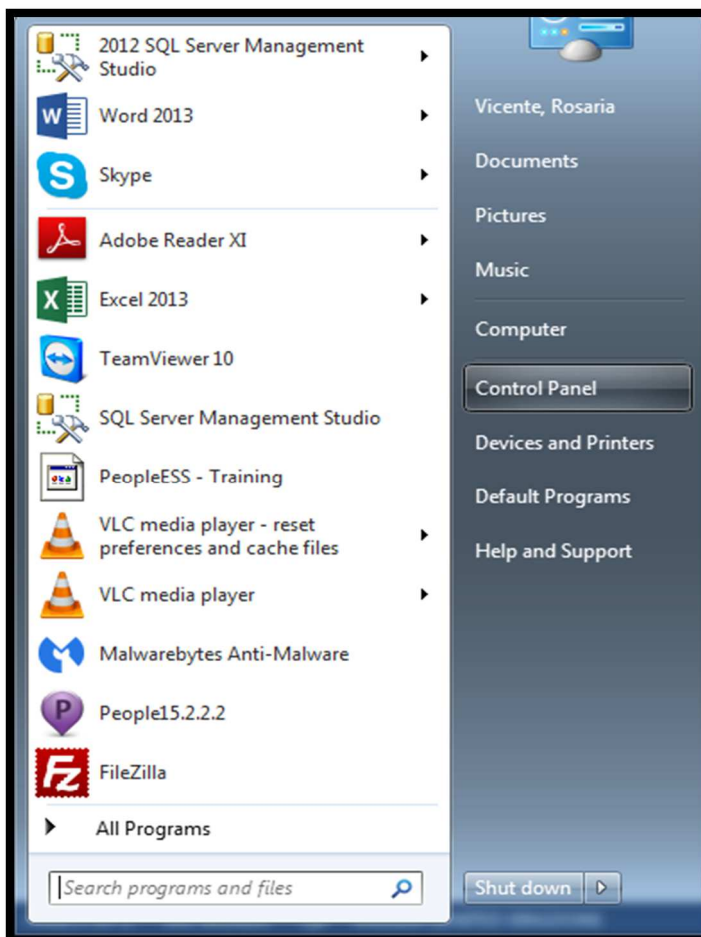 2012 SQL Server Management
Studio
Word 2013
Skype
Adobe Reader XI
Excel 2013
TeamViewer 10
SQL Server Management Studio
PeopleESS - Training
VLC media player - reset
preferences and cache files
VLC media player
Malwarebytes Anti-Malware
People15.2.2.2
FileZilla
All Programs
Search programs and files
Vicente, Rosaria
Documents
Pictures
Music
Computer
Control Panel
Devices and Printers
Default Programs
Help and Support
Shut down